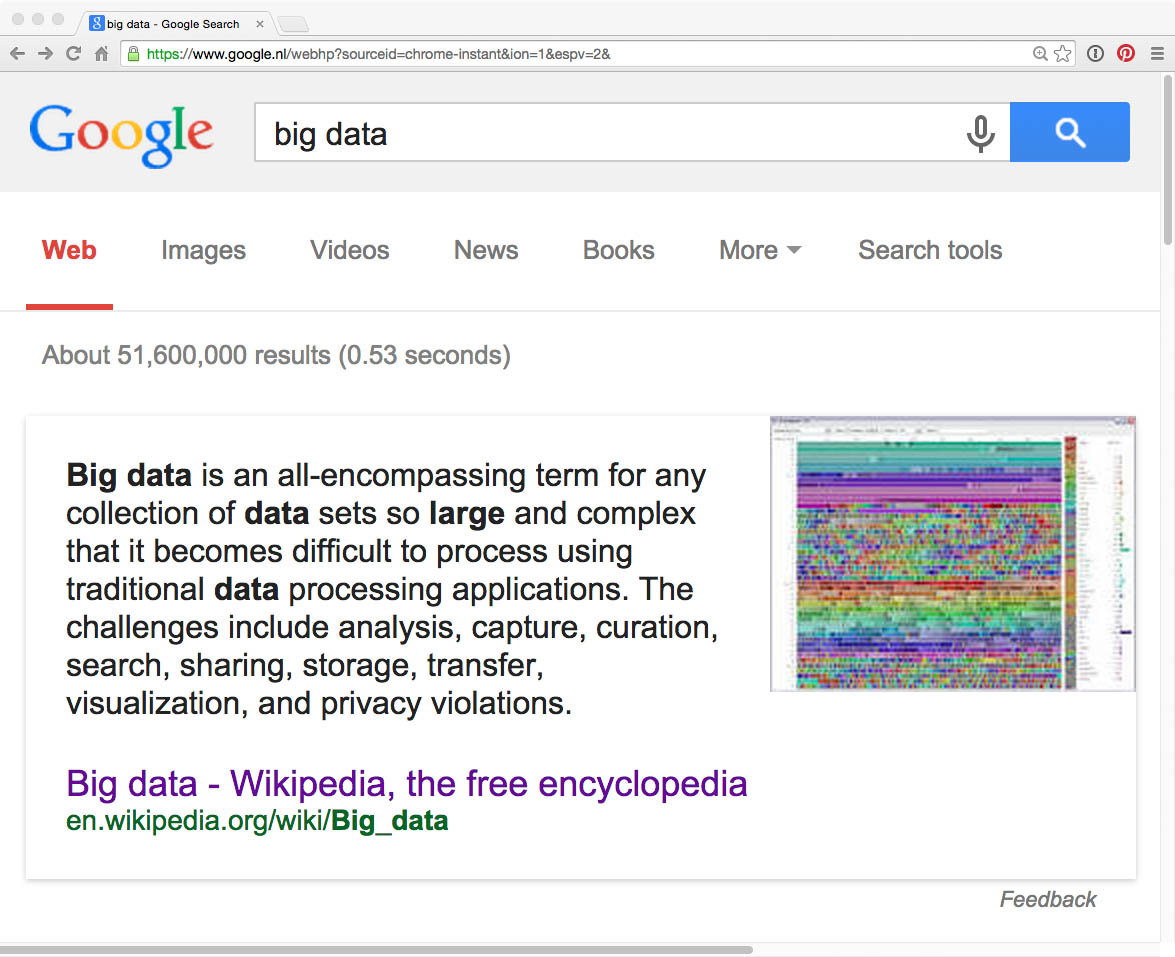 big data - Google Search
https://www.google.nl/webhp?sourceid=chrome-instant&ion=1&espv=2&
Google
big data
Web Images Videos News Books More Search tools
About 51,600,000 results (0.53 seconds)
Big data is an all-encompassing term for any
collection of data sets so large and complex
that it becomes difficult to process using
traditional data processing applications. The
challenges include analysis, capture, curation,
search, sharing, storage, transfer,
visualization, and privacy violations.
Big data - Wikipedia, the free encyclopedia
en.wikipedia.org/wiki/Big_data
Feedback